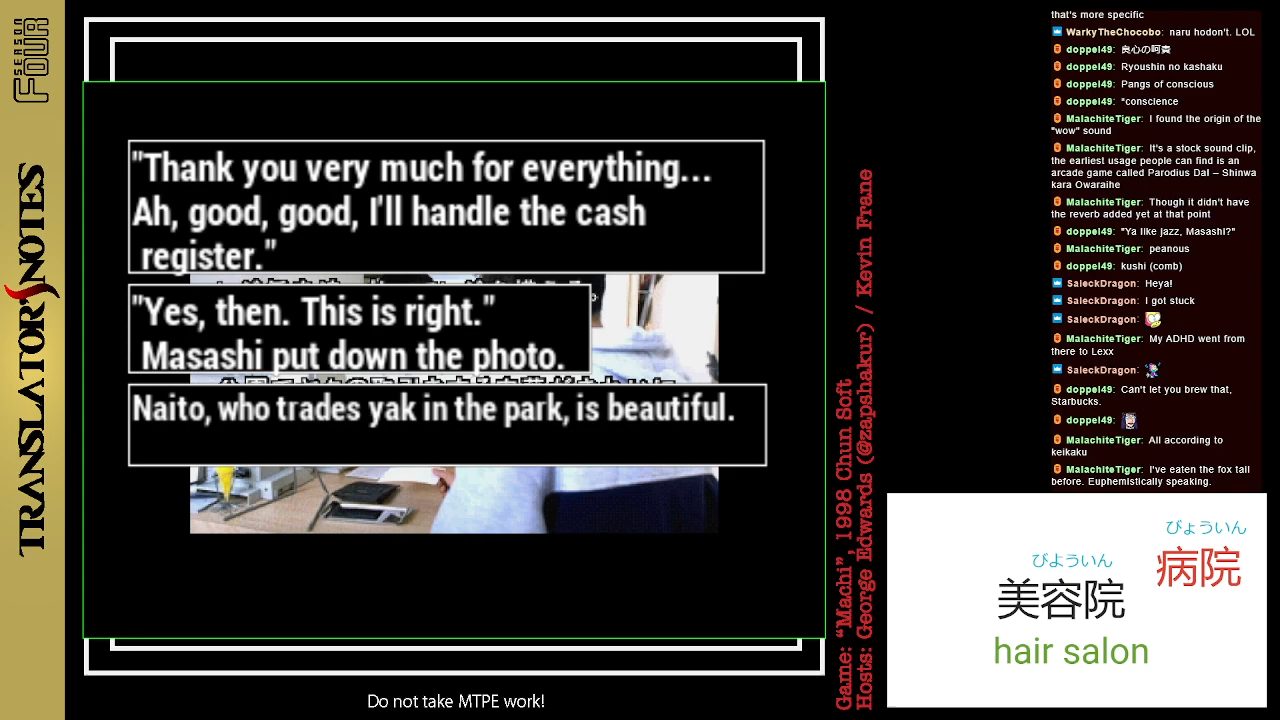 SEASON
FOUR
TRANSLATOR'S NOTES
"Thank you very much for everything...
Ah, good, good, I'll handle the cash
register."
"Yes, then. This is right."
Masashi put down the photo.
Naito, who trades yak in the park, is beautiful.
Game: "Machi", 1998 Chun Soft
Hosts: George Edwards (@zapshakur) / Kevin Frane
that's more specific
WarkyTheChocobo: naru hodon't. LOL
doppel49: 良心の呵責
doppel49: Ryoushin no kashaku
doppel49: Pangs of conscious
doppel49: *conscience
MalachiteTiger: I found the origin of the
"wow" sound
MalachiteTiger: It's a stock sound clip,
the earliest usage people can find is an
arcade game called Parodius Da! – Shinwa
kara Owaraihe
MalachiteTiger: Though it didn't have
the reverb added yet at that point
doppel49: "Ya like jazz, Masashi?"
MalachiteTiger: peanous
doppel49: kushi (comb)
SaleckDragon: Heya!
SaleckDragon: I got stuck
SaleckDragon:
MalachiteTiger: My ADHD went from
there to Lexx
SaleckDragon:
doppel49: Can't let you brew that,
Starbucks.
doppel49:
MalachiteTiger: All according to
keikaku
MalachiteTiger: I've eaten the fox tail
before. Euphemistically speaking.
びょういん
病院
びよういん
美容院
hair salon
Do not take MTPE work!